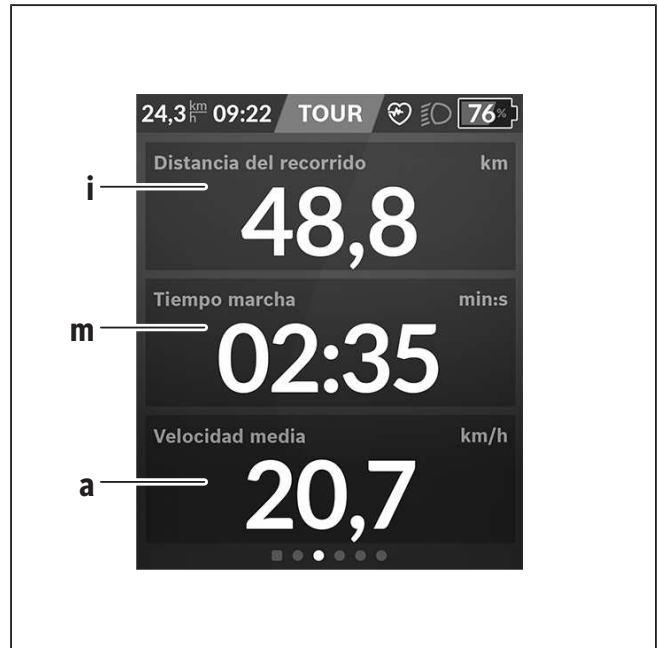 24,3 km/h 09:22 TOUR 76%
Distancia del recorrido km
i
48,8
Tiempo marcha min:s
m
02:35
Velocidad media km/h
a
20,7